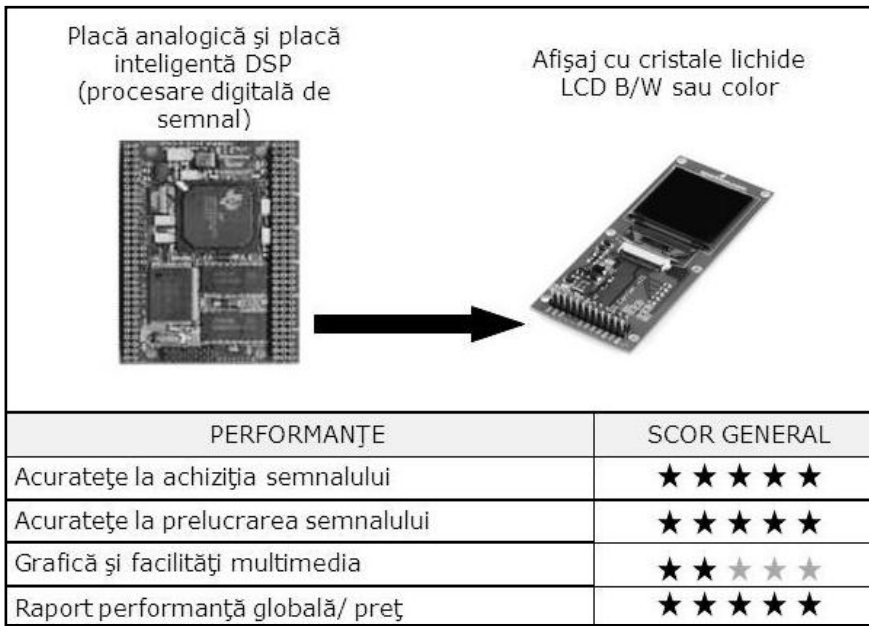 Placă analogică şi placă
inteligentă DSP
(procesare digitală de
semnal)
Afişaj cu cristale lichide
LCD B/W sau color
PERFORMANŢE SCOR GENERAL
Acurateţe la achiziţia semnalului ★★★★★
Acurateţe la prelucrarea semnalului ★★★★★
Grafică şi facilităţi multimedia ★★★★★
Raport performanţă globală/ preţ ★★★★★